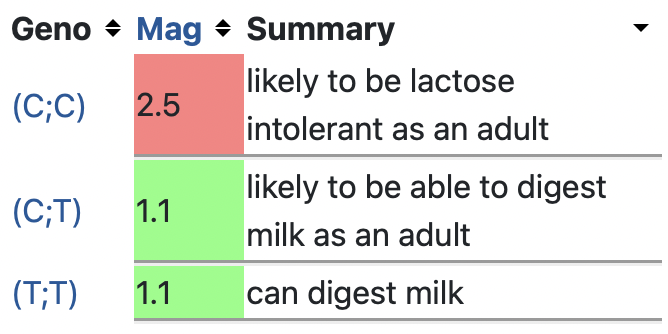 Geno Mag Summary
(C;C) 2.5 likely to be lactose
intolerant as an adult
(C;T) 1.1 likely to be able to digest
milk as an adult
(T;T) 1.1 can digest milk